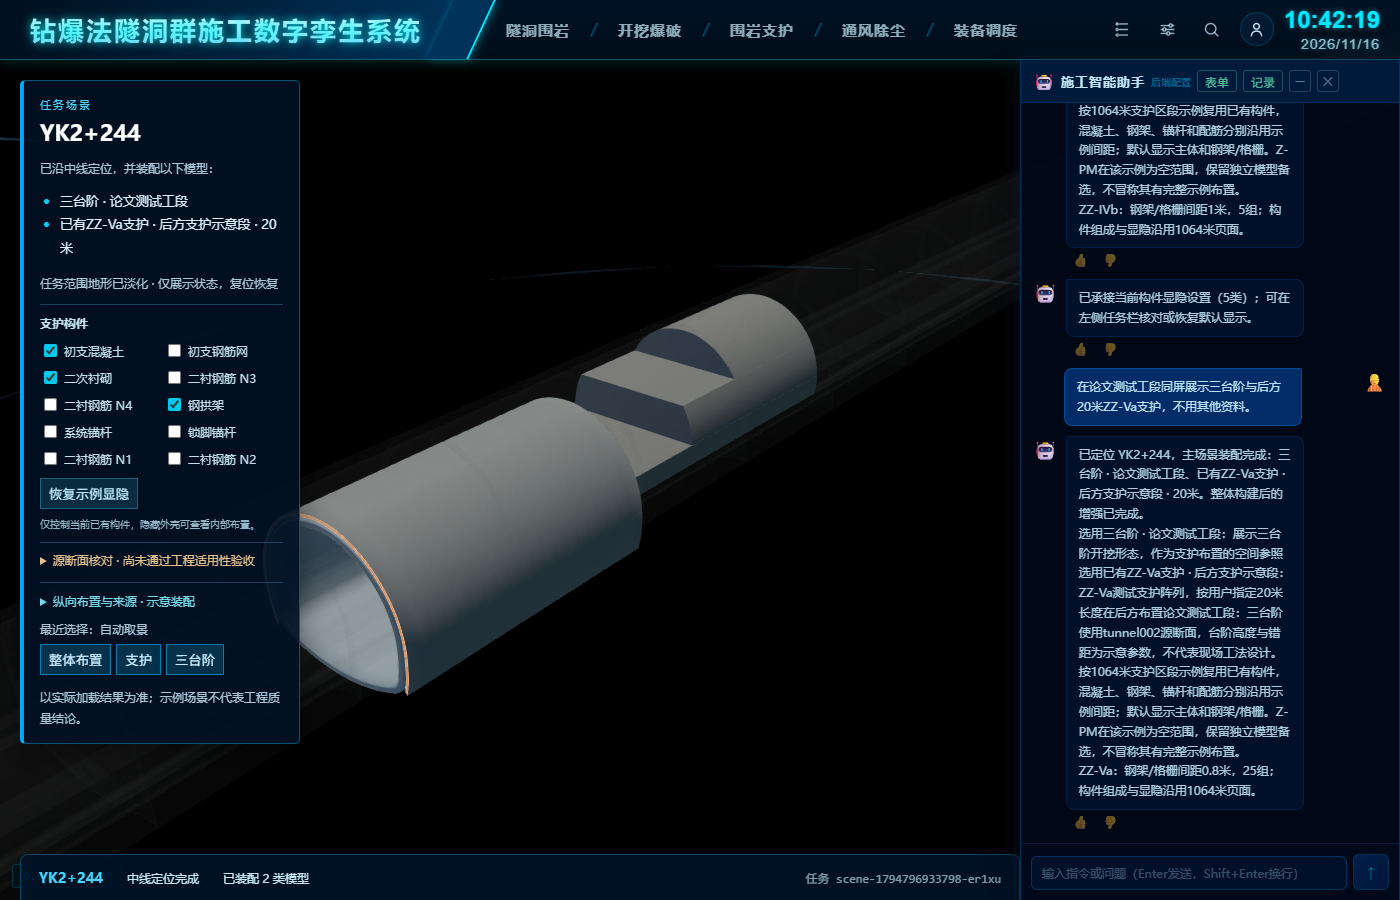 钻爆法隧洞群施工数字孪生系统
隧洞围岩 / 开挖爆破 / 围岩支护 / 通风除尘 / 装备调度
10:42:19
2026/11/16
任务场景
YK2+244
已沿中线定位，并装配以下模型：
三台阶 · 论文测试工段
已有ZZ-Va支护 · 后方支护示意段 · 20
米
任务范围地形已淡化 · 仅展示状态，复位恢复
支护构件
初支混凝土 初支钢筋网
二次衬砌 二衬钢筋 N3
二衬钢筋 N4 钢拱架
系统锚杆 锁脚锚杆
二衬钢筋 N1 二衬钢筋 N2
恢复示例显隐
仅控制当前已有构件，隐藏外壳可查看内部布置。
源断面核对 · 尚未通过工程适用性验收
纵向布置与来源 · 示意装配
最近选择：自动取景
整体布置 支护 三台阶
以实际加载结果为准；示例场景不代表工程质
量结论。
YK2+244 中线定位完成 已装配 2 类模型
任务 scene-1794796933798-er1xu
施工智能助手 后端配置 表单 记录
按1064米支护区段示例复用已有构件，
混凝土、钢架、锚杆和配筋分别沿用示
例间距；默认显示主体和钢架/格栅。Z-
PM在该示例为空范围，保留独立模型备
选，不冒称其有完整示例布置。
ZZ-IVb：钢架/格栅间距1米，5组；构
件组成与显隐沿用1064米页面。
已承接当前构件显隐设置（5类）；可在
左侧任务栏核对或恢复默认显示。
在论文测试工段同屏展示三台阶与后方
20米ZZ-Va支护，不用其他资料。
已定位 YK2+244，主场景装配完成：三
台阶 · 论文测试工段、已有ZZ-Va支护 ·
后方支护示意段 · 20米。整体构建后的
增强已完成。
选用三台阶 · 论文测试工段：展示三台
阶开挖形态，作为支护布置的空间参照
选用已有ZZ-Va支护 · 后方支护示意段：
ZZ-Va测试支护阵列，按用户指定20米
长度在后方布置论文测试工段：三台阶
使用tunnel002源断面，台阶高度与错
距为示意参数，不代表现场工法设计。
按1064米支护区段示例复用已有构件，
混凝土、钢架、锚杆和配筋分别沿用示
例间距；默认显示主体和钢架/格栅。Z-
PM在该示例为空范围，保留独立模型备
选，不冒称其有完整示例布置。
ZZ-Va：钢架/格栅间距0.8米，25组；
构件组成与显隐沿用1064米页面。
输入指令或问题（Enter发送，Shift+Enter换行）